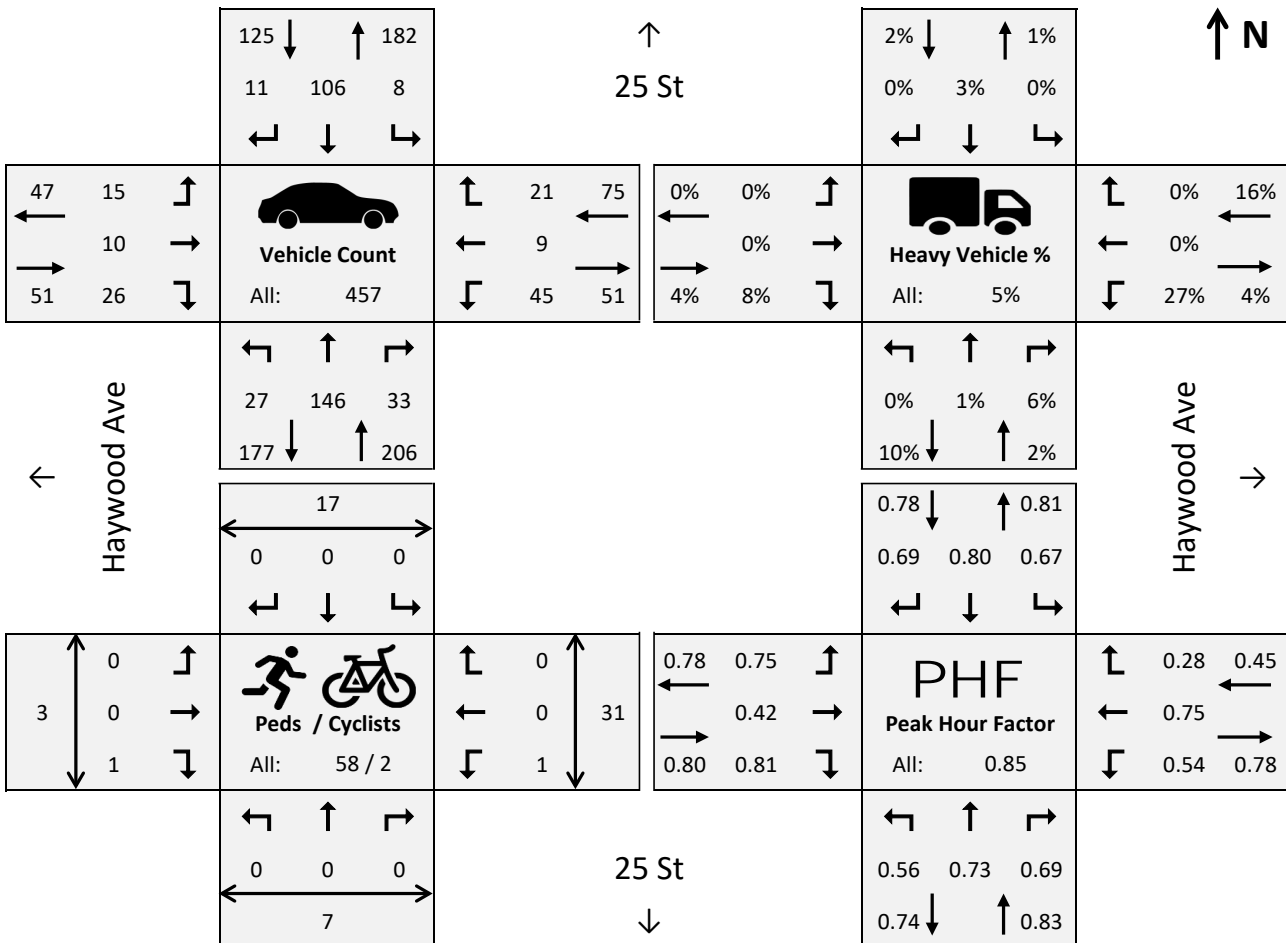 125 182 2% 1% N
25 St
11 106 8 0% 3% 0%
47 15 21 75 0% 0% 0% 16%
10 Vehicle Count 9 0% Heavy Vehicle % 0%
51 26 All: 457 45 51 4% 8% All: 5% 27% 4%
27 146 33 0% 1% 6%
177 206 10% 2%
Haywood Ave
Haywood Ave
17 0.78 0.81
0 0 0 0.69 0.80 0.67
0 0 0.78 0.75 PHF 0.28 0.45
3 0 Peds / Cyclists 0 31 0.42 Peak Hour Factor 0.75
1 All: 58 / 2 1 0.80 0.81 All: 0.85 0.54 0.78
0 0 0 25 St 0.56 0.73 0.69
7 0.74 0.83